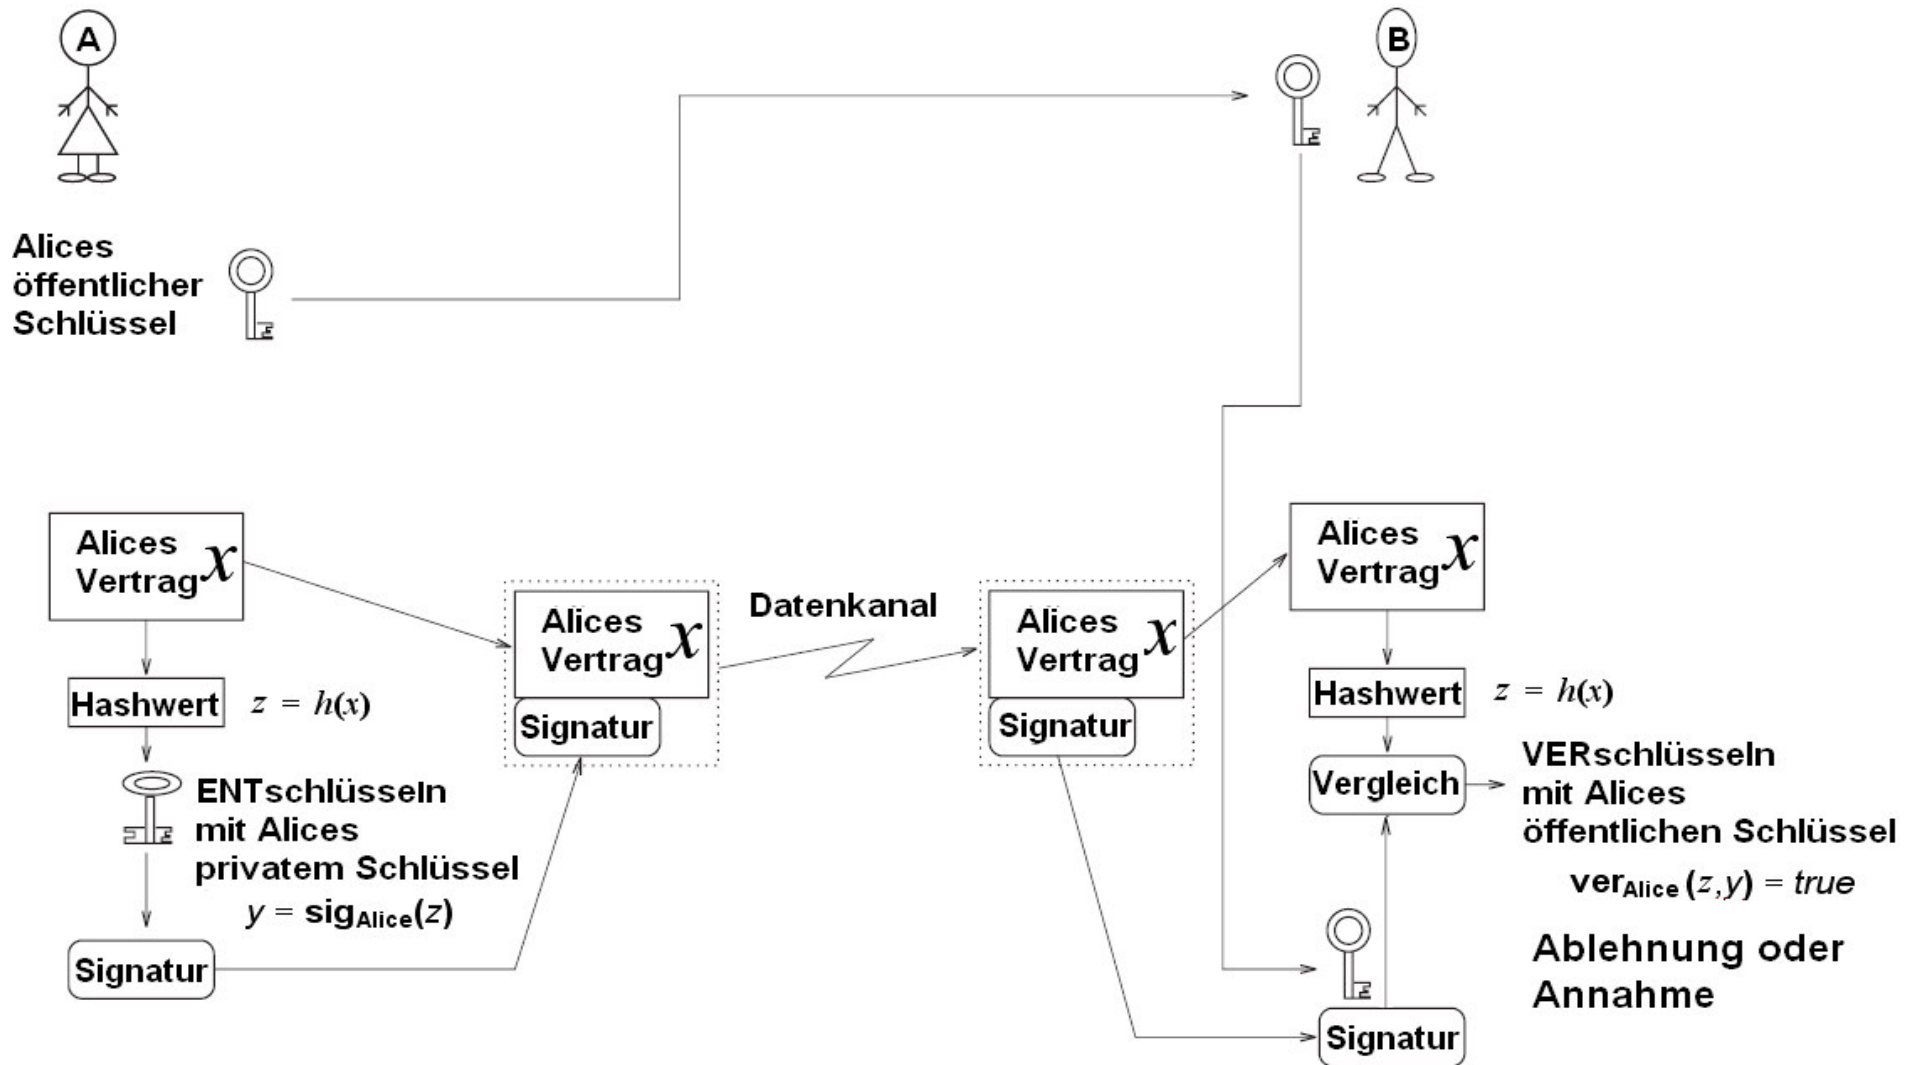 A
B
Alices
öffentlicher
Schlüssel
Alices
Vertrag x
Hashwert z = h(x)
ENTschlüsseln
mit Alices
privatem Schlüssel
y = sigAlice(z)
Signatur
Alices
Vertrag x
Signatur
Datenkanal
Alices
Vertrag x
Signatur
Alices
Vertrag x
Hashwert z = h(x)
Vergleich
VERschlüsseln
mit Alices
öffentlichen Schlüssel
verAlice (z,y) = true
Ablehnung oder
Annahme
Signatur